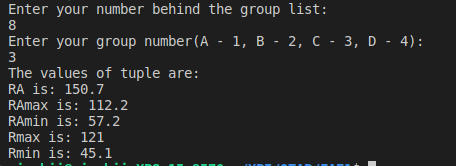 Enter your number behind the group list:
8
Enter your group number(A - 1, B - 2, C - 3, D - 4):
3
The values of tuple are:
RA is: 150.7
RAmax is: 112.2
RAmin is: 57.2
Rmax is: 121
Rmin is: 45.1